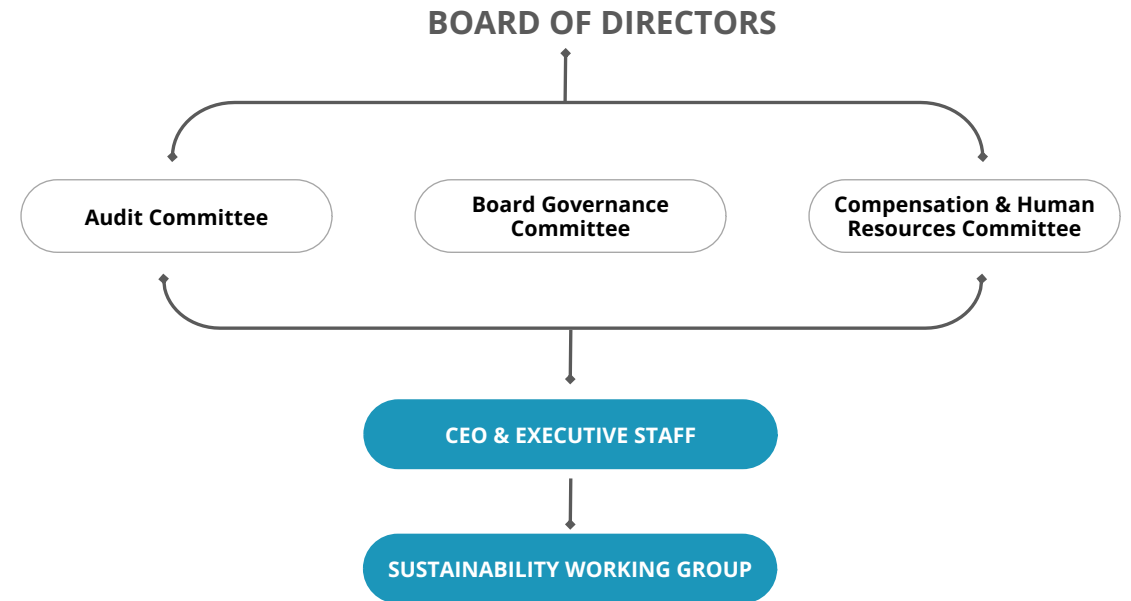 BOARD OF DIRECTORS
Audit Committee
Board Governance
Committee
Compensation & Human
Resources Committee
CEO & EXECUTIVE STAFF
SUSTAINABILITY WORKING GROUP